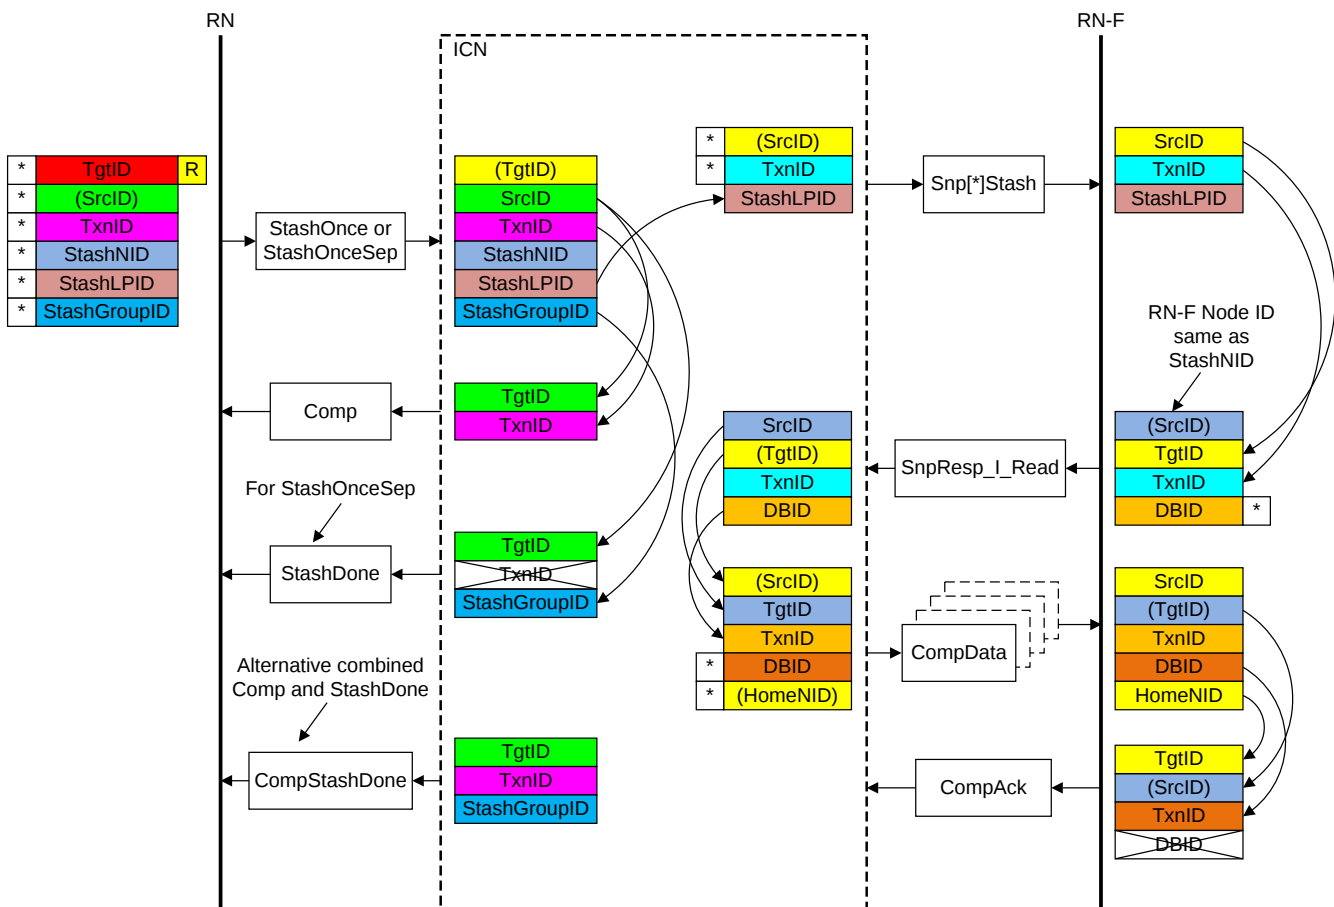 RN
ICN
RN-F
* TgtID R
* (SrcID)
* TxnID
* StashNID
* StashLPID
* StashGroupID
StashOnce or
StashOnceSep
(TgtID)
SrcID
TxnID
StashNID
StashLPID
StashGroupID
* (SrcID)
* TxnID
StashLPID
Snp[*]Stash
SrcID
TxnID
StashLPID
RN-F Node ID
same as
StashNID
Comp
TgtID
TxnID
SrcID
(TgtID)
TxnID
DBID
SnpResp_I_Read
(SrcID)
TgtID
TxnID
DBID *
For StashOnceSep
StashDone
TgtID
TxnID
StashGroupID
(SrcID)
TgtID
TxnID
* DBID
* (HomeNID)
CompData
SrcID
(TgtID)
TxnID
DBID
HomeNID
Alternative combined
Comp and StashDone
CompStashDone
TgtID
TxnID
StashGroupID
CompAck
TgtID
(SrcID)
TxnID
DBID